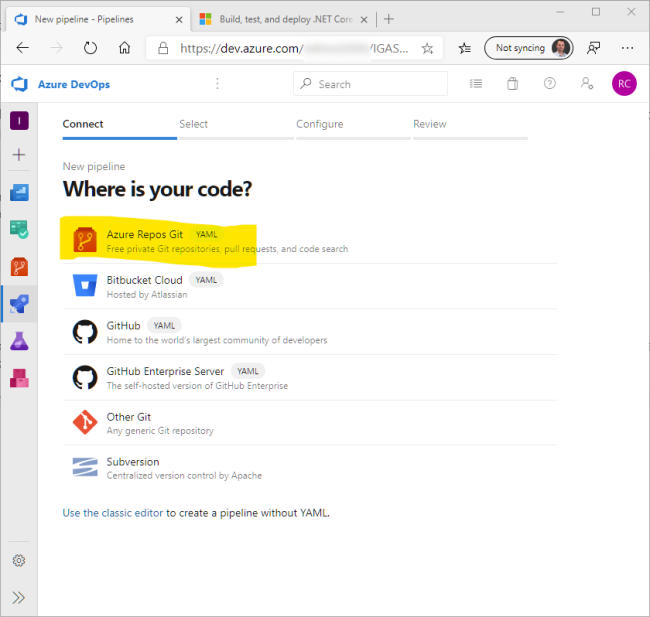 New pipeline - Pipelines
Build, test, and deploy .NET Core
https://dev.azure.com/ /IGAS...
Not syncing
Azure DevOps
Search
RC
I
Connect Select Configure Review
New pipeline
Where is your code?
Azure Repos Git YAML
Free private Git repositories, pull requests, and code search
Bitbucket Cloud YAML
Hosted by Atlassian
GitHub YAML
Home to the world's largest community of developers
GitHub Enterprise Server YAML
The self-hosted version of GitHub Enterprise
Other Git
Any generic Git repository
Subversion
Centralized version control by Apache
Use the classic editor to create a pipeline without YAML.